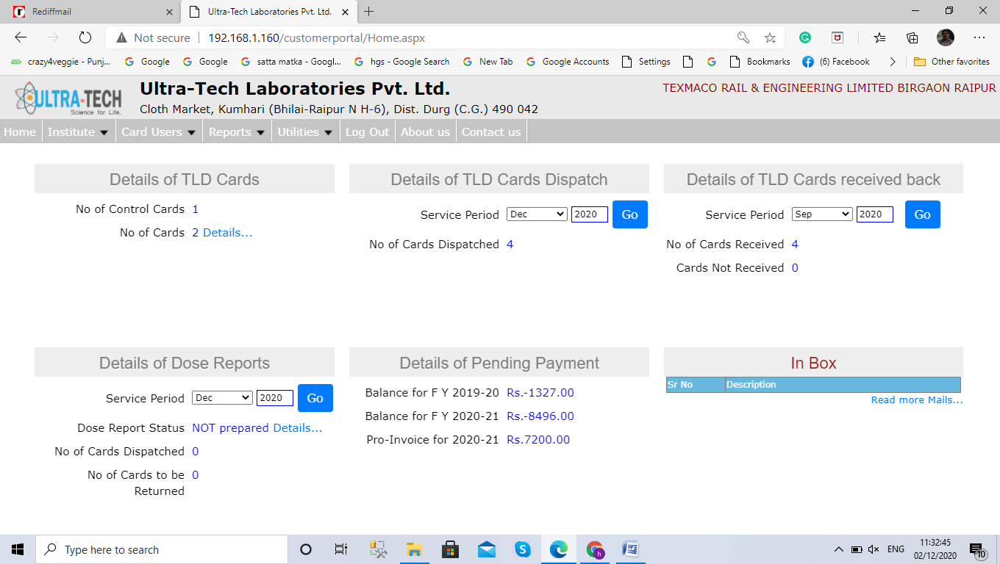 Rediffmail
Ultra-Tech Laboratories Pvt. Ltd.
Not secure 192.168.1.160/customerportal/Home.aspx
crazy4veggie - Punj... Google Google satta matka - Googl... hgs - Google Search New Tab Google Accounts Settings Bookmarks (6) Facebook Other favorites
ULTRA-TECH
Science for Life.
Ultra-Tech Laboratories Pvt. Ltd.
TEXMACO RAIL & ENGINEERING LIMITED BIRGAON RAIPUR
Cloth Market, Kumhari (Bhilai-Raipur N H-6), Dist. Durg (C.G.) 490 042
Home Institute Card Users Reports Utilities Log Out About us Contact us
Details of TLD Cards
No of Control Cards 1
No of Cards 2 Details...
Details of TLD Cards Dispatch
Service Period Dec 2020 Go
No of Cards Dispatched 4
Details of TLD Cards received back
Service Period Sep 2020 Go
No of Cards Received 4
Cards Not Received 0
Details of Dose Reports
Service Period Dec 2020 Go
Dose Report Status NOT prepared Details...
No of Cards Dispatched 0
No of Cards to be 0
Returned
Details of Pending Payment
Balance for F Y 2019-20 Rs.-1327.00
Balance for F Y 2020-21 Rs.-8496.00
Pro-Invoice for 2020-21 Rs.7200.00
In Box
Sr No Description
Read more Mails...
Type here to search
ENG
11:32:45
02/12/2020
10